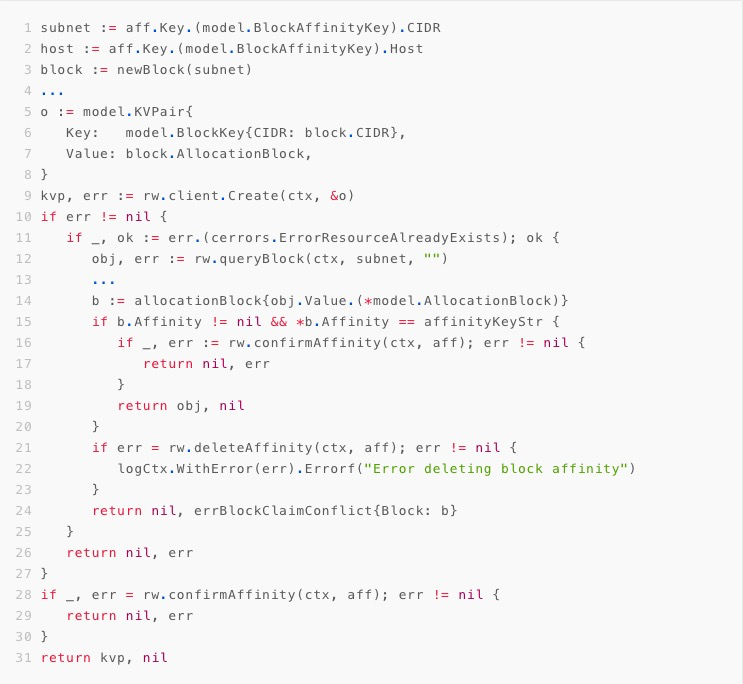 1 subnet := aff.Key.(model.BlockAffinityKey).CIDR
2 host := aff.Key.(model.BlockAffinityKey).Host
3 block := newBlock(subnet)
4 ...
5 o := model.KVPair{
6    Key:   model.BlockKey{CIDR: block.CIDR},
7    Value: block.AllocationBlock,
8 }
9 kvp, err := rw.client.Create(ctx, &o)
10 if err != nil {
11    if _, ok := err.(cerrors.ErrorResourceAlreadyExists); ok {
12       obj, err := rw.queryBlock(ctx, subnet, "")
13       ...
14       b := allocationBlock{obj.Value.(*model.AllocationBlock)}
15       if b.Affinity != nil && *b.Affinity == affinityKeyStr {
16          if _, err := rw.confirmAffinity(ctx, aff); err != nil {
17             return nil, err
18          }
19          return obj, nil
20       }
21       if err = rw.deleteAffinity(ctx, aff); err != nil {
22          logCtx.WithError(err).Errorf("Error deleting block affinity")
23       }
24       return nil, errBlockClaimConflict{Block: b}
25    }
26    return nil, err
27 }
28 if _, err = rw.confirmAffinity(ctx, aff); err != nil {
29    return nil, err
30 }
31 return kvp, nil